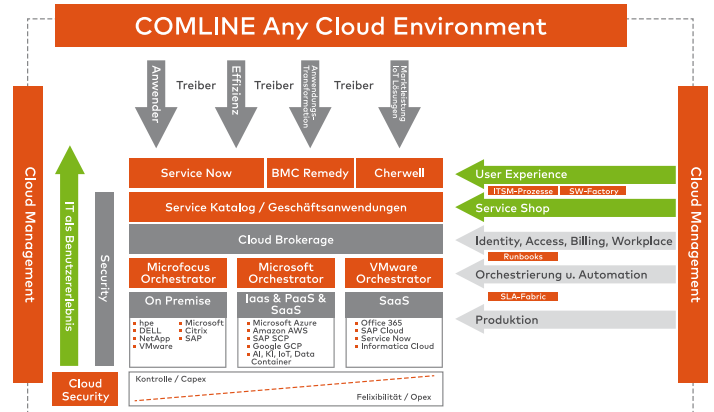 COMLINE Any Cloud Environment
Anwender
Treiber
Effizienz
Treiber
Anwendungs-
Transformation
Treiber
Marktleistung
IoT Lösungen
Cloud Management
IT als Benutzererlebnis
Security
Cloud
Security
Service Now
BMC Remedy
Cherwell
Service Katalog / Geschäftsanwendungen
Cloud Brokerage
Microfocus
Orchestrator
Microsoft
Orchestrator
VMware
Orchestrator
On Premise
Iaas & PaaS &
SaaS
SaaS
hpe
DELL
NetApp
VMware
Microsoft
Citrix
SAP
Microsoft Azure
Amazon AWS
SAP SCP
Google GCP
AI, KI, IoT, Data
Container
Office 365
SAP Cloud
Service Now
Informatica Cloud
Kontrolle / Capex
Felixibilität / Opex
User Experience
ITSM-Prozesse
SW-Factory
Service Shop
Identity, Access, Billing, Workplace
Runbooks
Orchestrierung u. Automation
SLA-Fabric
Produktion
Cloud Management